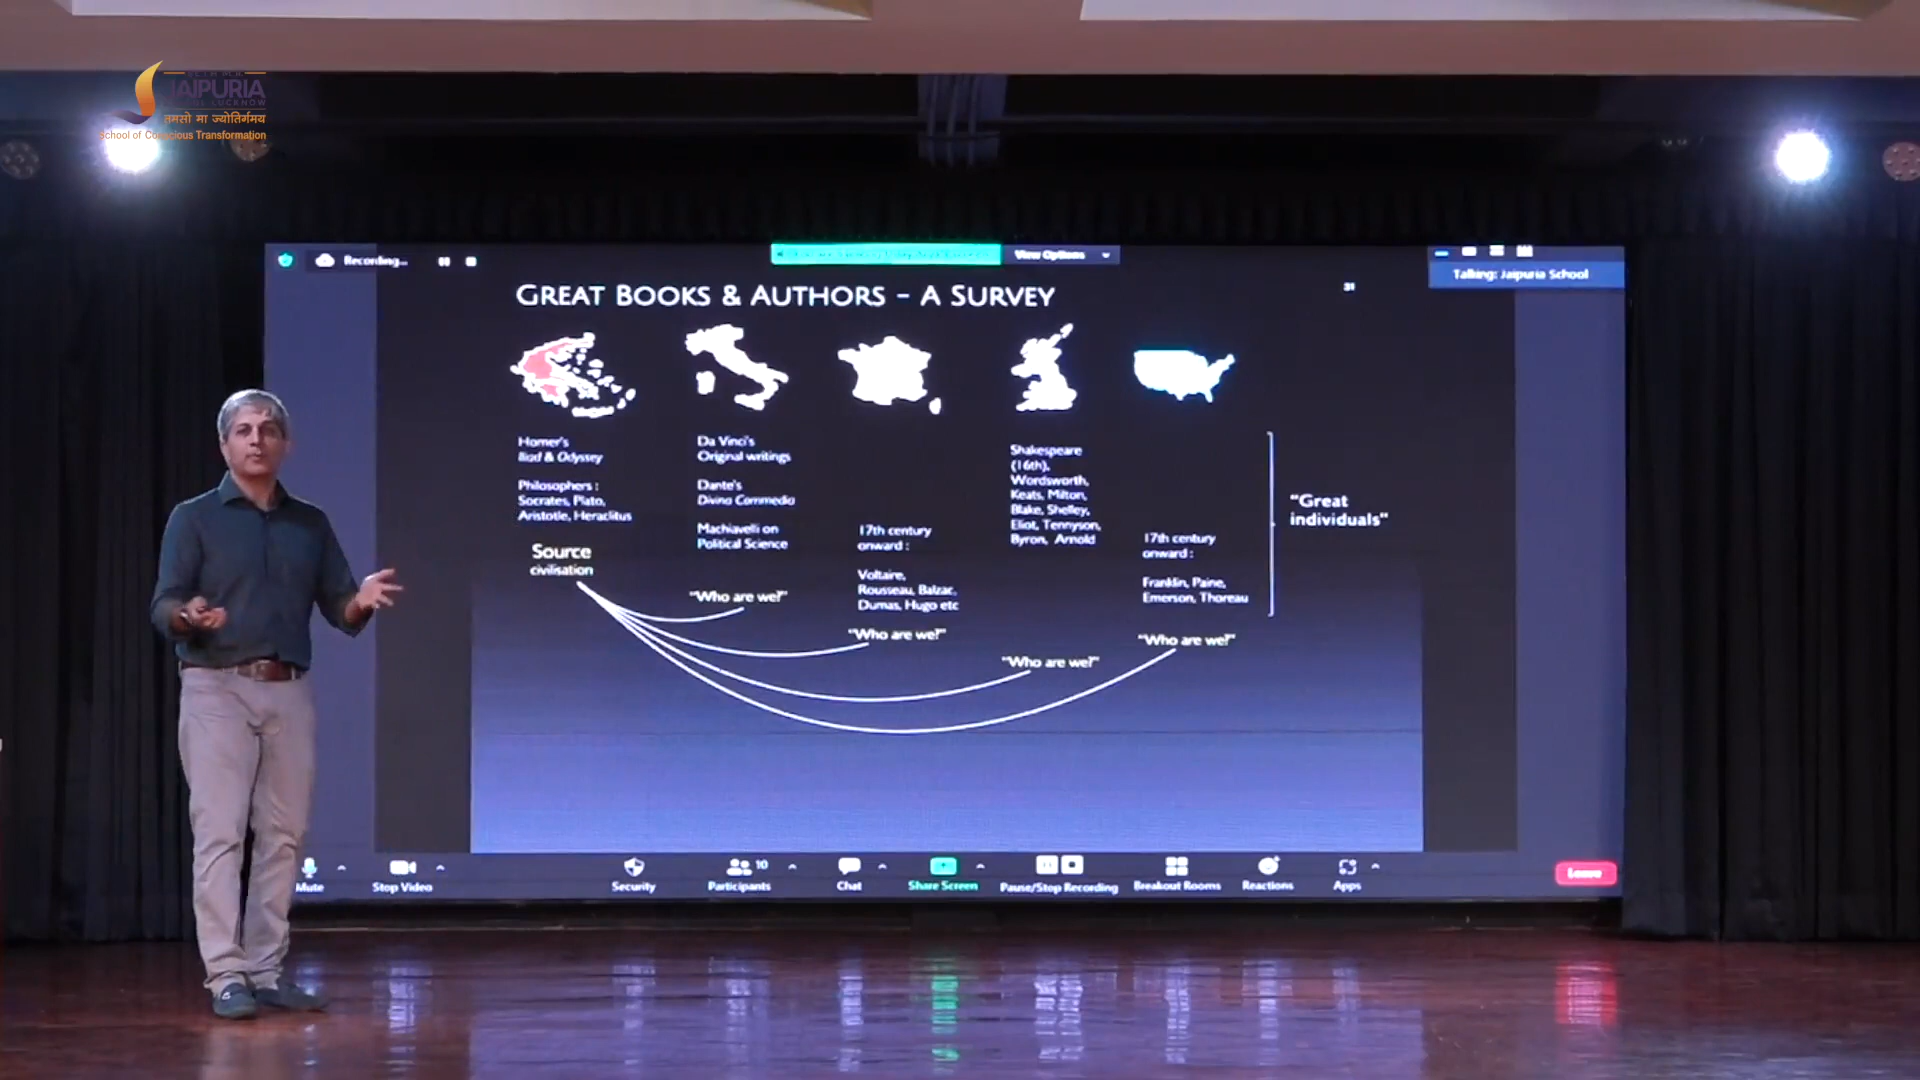 JAIPURIA
तमसो मा ज्योतिर्गमय
School of Conscious Transformation
Recording...
View Options
Talking: Jaipuria School
GREAT BOOKS & AUTHORS - A SURVEY
31
Homer's
Iliad & Odyssey
Philosophers :
Socrates, Plato,
Aristotle, Heraclitus
Source
civilisation
Da Vinci's
Original writings
Dante's
Divina Commedia
Machiavelli on
Political Science
"Who are we?"
17th century
onward :
Voltaire,
Rousseau, Balzac,
Dumas, Hugo etc
"Who are we?"
Shakespeare
(16th),
Wordsworth,
Keats, Milton,
Blake, Shelley,
Eliot, Tennyson,
Byron, Arnold
"Who are we?"
17th century
onward :
Franklin, Paine,
Emerson, Thoreau
"Who are we?"
"Great
individuals"
Mute
Stop Video
Security
10
Participants
Chat
Share Screen
Pause/Stop Recording
Breakout Rooms
Reactions
Apps
Leave